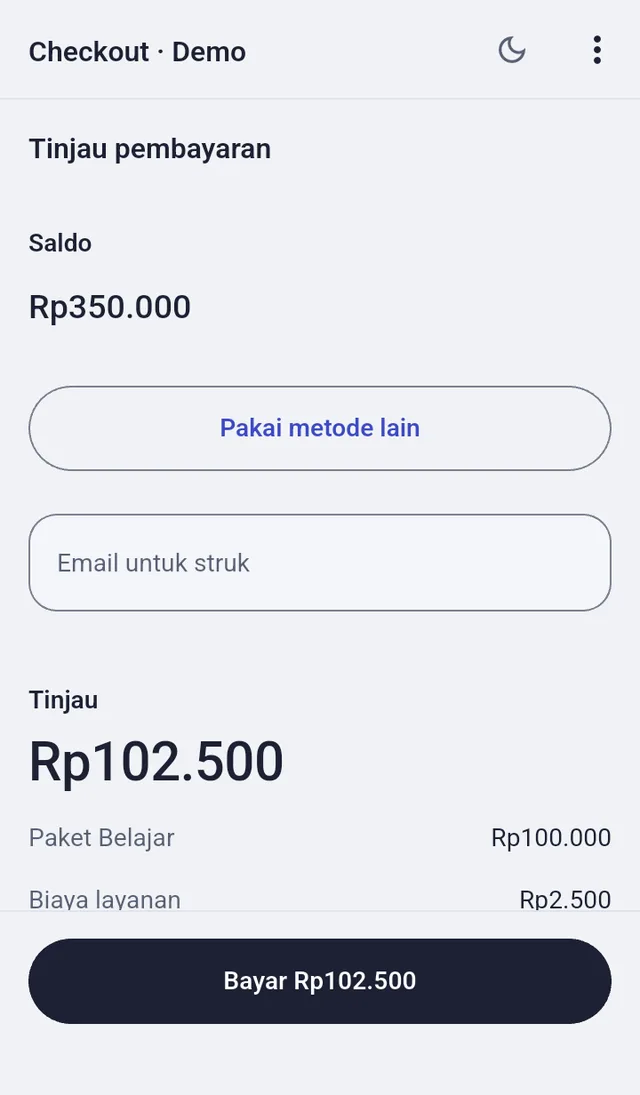 Checkout · Demo
Tinjau pembayaran
Saldo
Rp350.000
Pakai metode lain
Email untuk struk
Tinjau
Rp102.500
Paket Belajar Rp100.000
Biaya layanan Rp2.500
Bayar Rp102.500